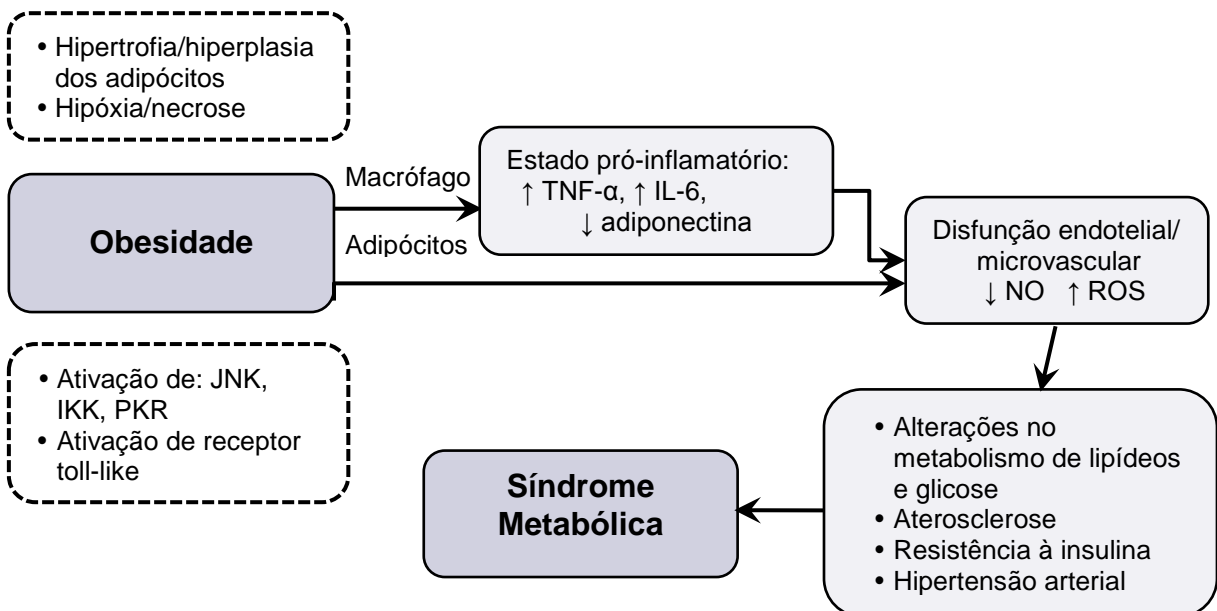 • Hipertrofia/hiperplasia
dos adipócitos
• Hipóxia/necrose
Obesidade
Macrófago
Adipócitos
Estado pró-inflamatório:
↑ TNF-α, ↑ IL-6,
↓ adiponectina
Disfunção endotelial/
microvascular
↓ NO ↑ ROS
• Ativação de: JNK,
IKK, PKR
• Ativação de receptor
toll-like
• Alterações no
metabolismo de lipídeos
e glicose
• Aterosclerose
• Resistência à insulina
• Hipertensão arterial
Síndrome
Metabólica